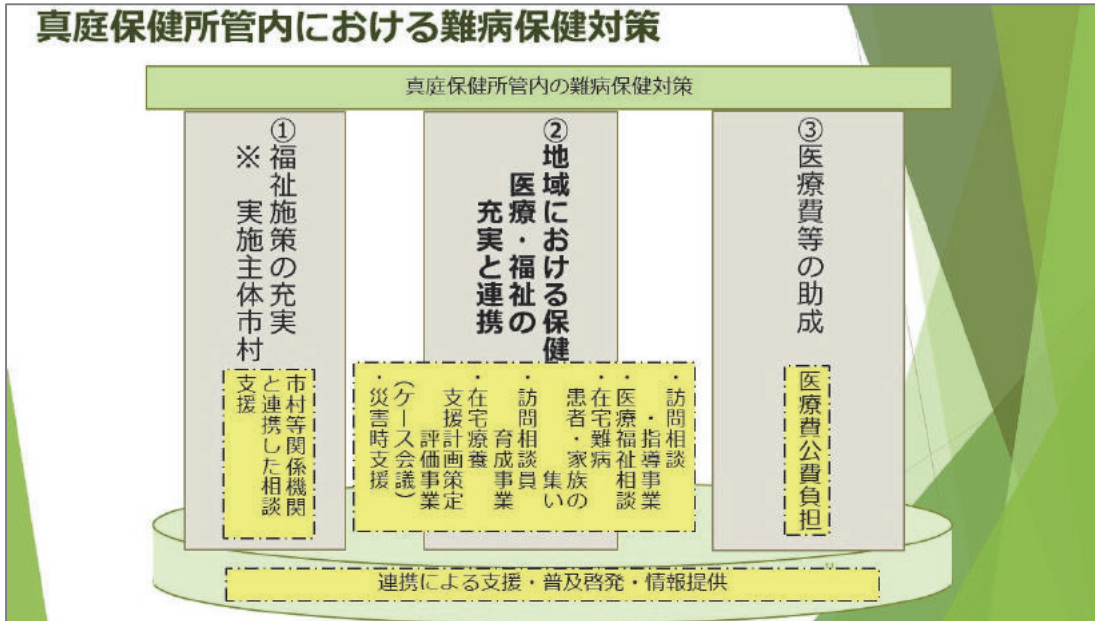 真庭保健所管内における難病保健対策
真庭保健所管内の難病保健対策
①福祉施策の充実
※　実施主体市村
市村等関係機関
と連携した相談
支援
②地域における保健
医療・福祉の
充実と連携
・訪問相談
・指導事業
・医療福祉相談
・在宅難病
患者・家族の
集い
・訪問相談員
育成事業
・在宅療養
支援計画策定
評価事業
(ケース会議)
・災害時支援
③医療費等の助成
医療費公費負担
連携による支援・普及啓発・情報提供